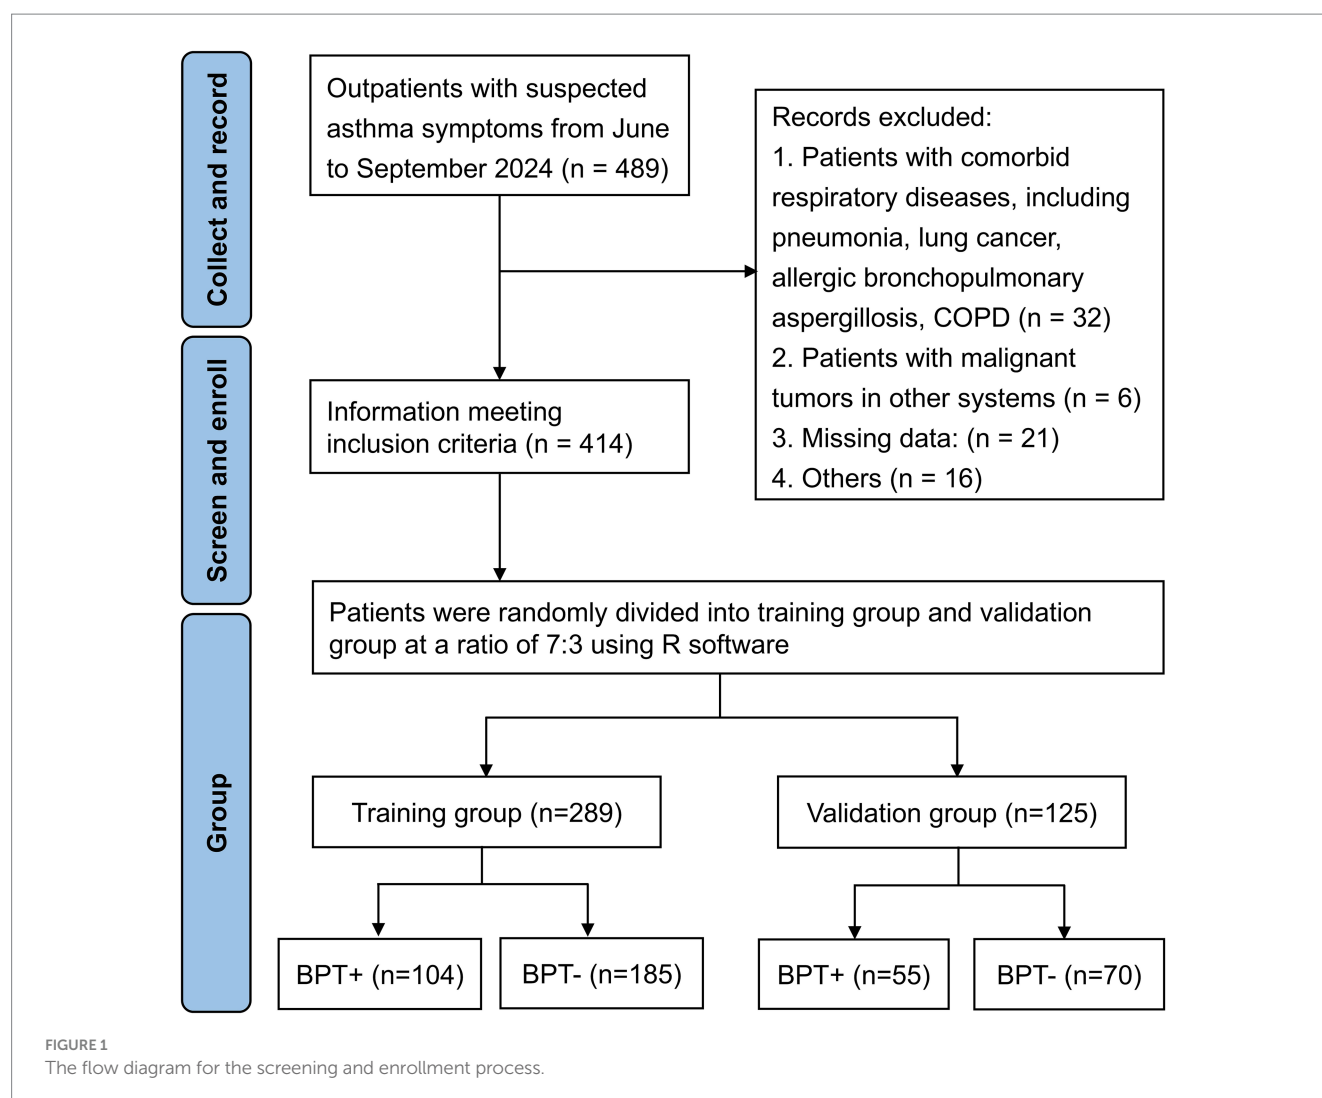 Collect and record
Outpatients with suspected
asthma symptoms from June
to September 2024 (n = 489)
Records excluded:
1. Patients with comorbid
respiratory diseases, including
pneumonia, lung cancer,
allergic bronchopulmonary
aspergillosis, COPD (n = 32)
2. Patients with malignant
tumors in other systems (n = 6)
3. Missing data: (n = 21)
4. Others (n = 16)
Screen and enroll
Information meeting
inclusion criteria (n = 414)
Patients were randomly divided into training group and validation
group at a ratio of 7:3 using R software
Group
Training group (n=289)
Validation group (n=125)
BPT+ (n=104)
BPT- (n=185)
BPT+ (n=55)
BPT- (n=70)
FIGURE 1
The flow diagram for the screening and enrollment process.